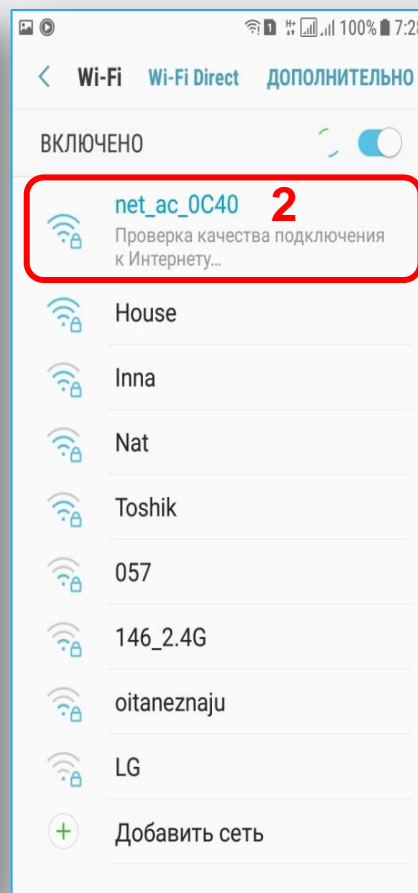 100% 7:28
Wi-Fi Wi-Fi Direct ДОПОЛНИТЕЛЬНО
ВКЛЮЧЕНО
net_ac_0C40 2
Проверка качества подключения
к Интернету...
House
Inna
Nat
Toshik
057
146_2.4G
oitaneznaju
LG
Добавить сеть